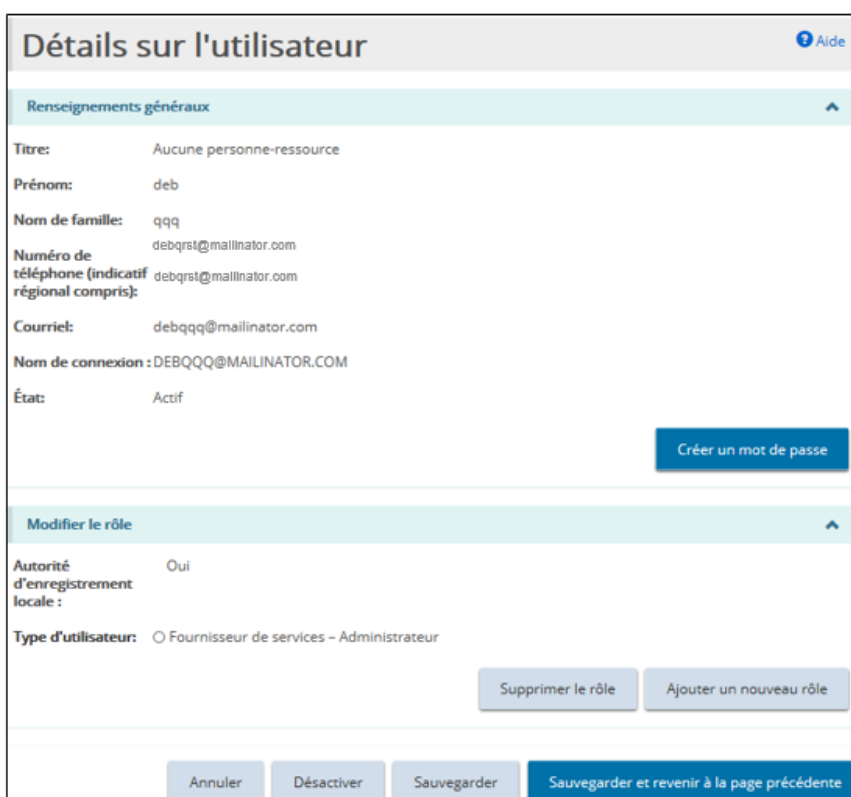 Détails sur l'utilisateur
Aide
Renseignements généraux
Titre: Aucune personne-ressource
Prénom: deb
Nom de famille: qqq
Numéro de téléphone (indicatif régional compris): debqrst@mallinator.com
debqrst@mallinator.com
Courriel: debqqq@mailinator.com
Nom de connexion : DEBQQQ@MAILINATOR.COM
État: Actif
Créer un mot de passe
Modifier le rôle
Autorité
d'enregistrement
locale : Oui
Type d'utilisateur: Fournisseur de services – Administrateur
Supprimer le rôle Ajouter un nouveau rôle
Annuler Désactiver Sauvegarder Sauvegarder et revenir à la page précédente